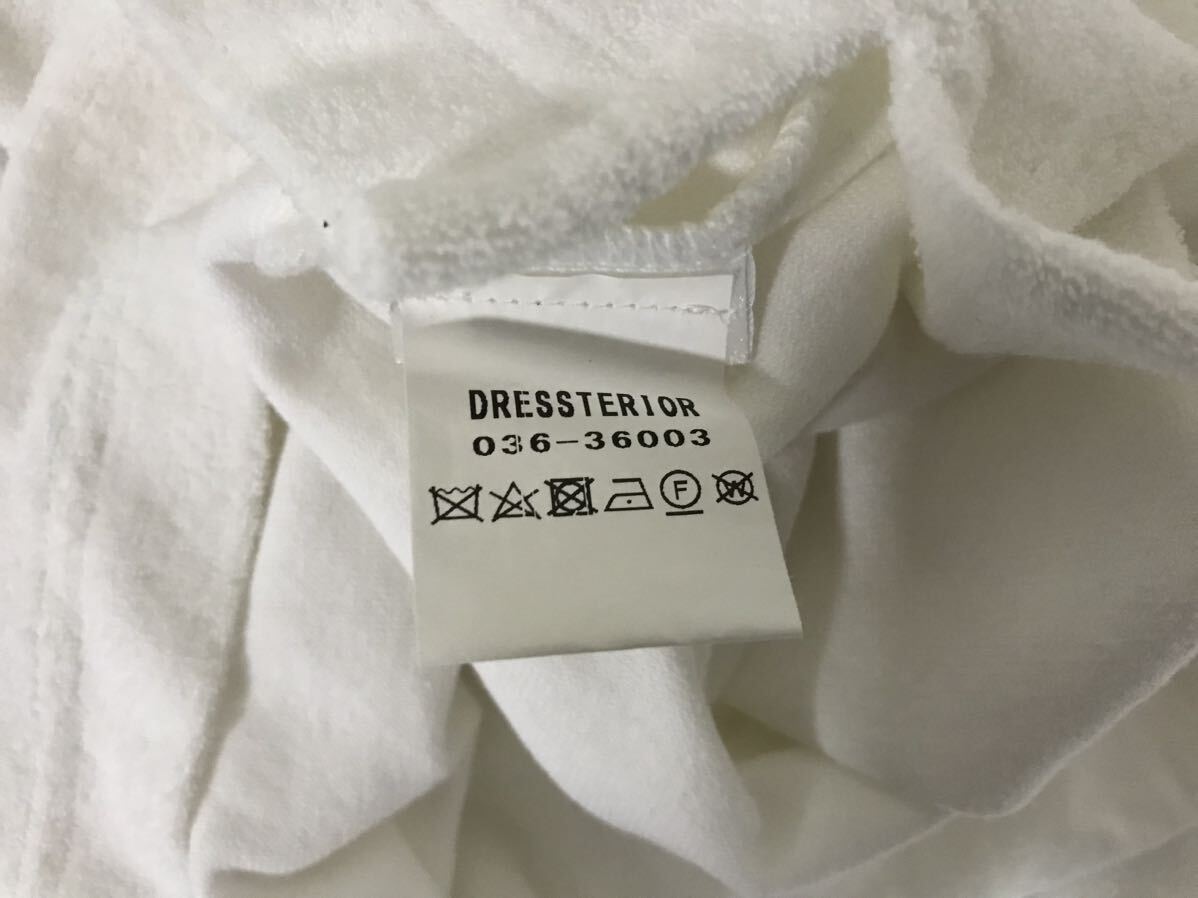 DRESSTERIOR
036-36003
F W